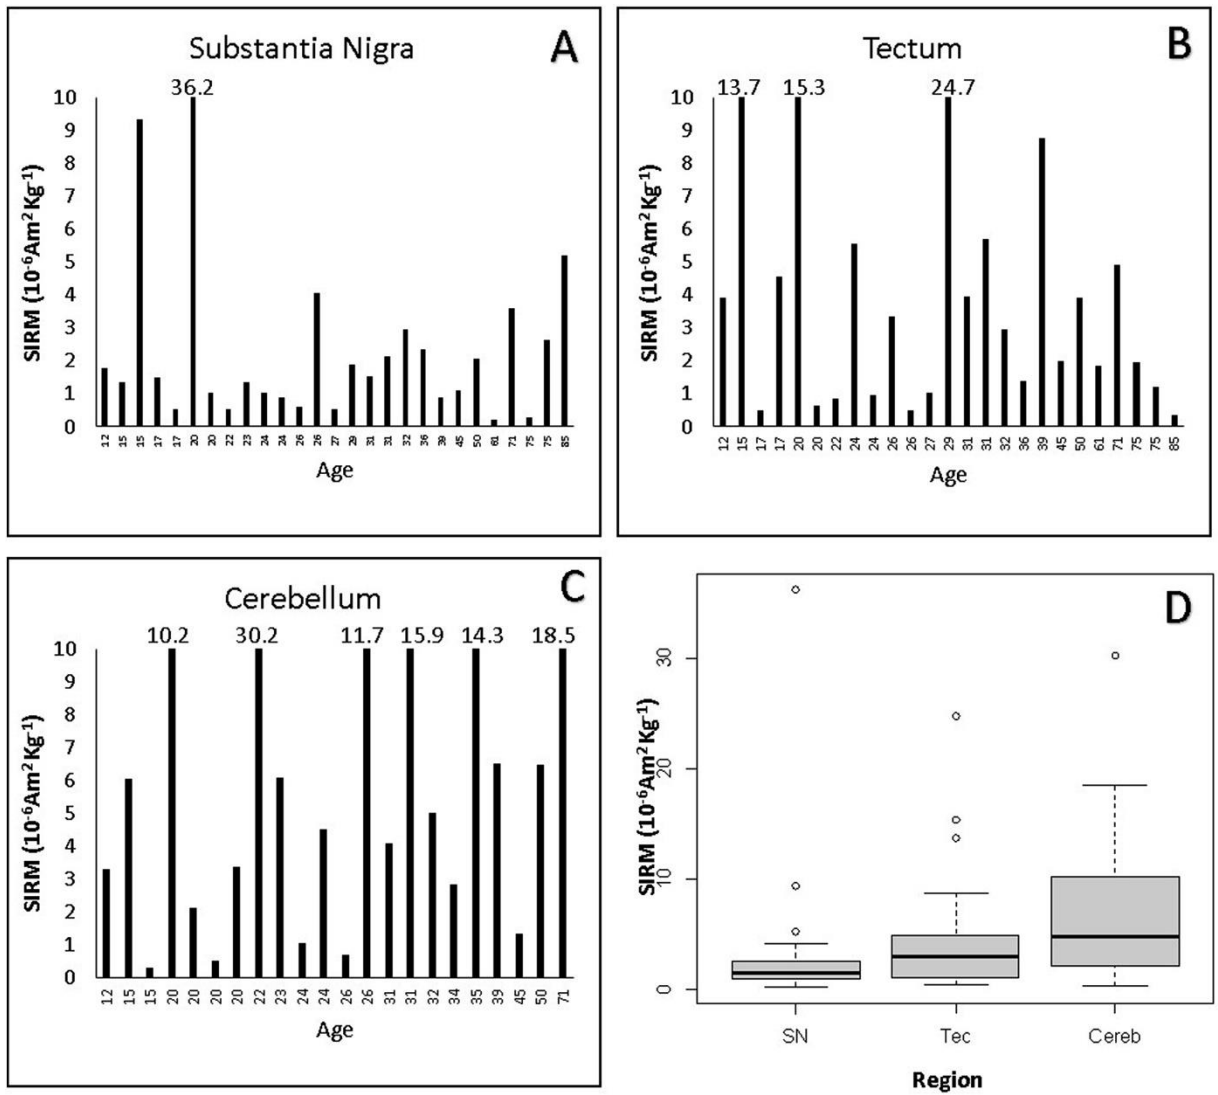 Substantia Nigra
A
36.2
10
9
8
7
6
5
4
3
2
1
0
SIRM (10⁻⁶Am²Kg⁻¹)
12 15 15 17 17 20 20 22 23 24 24 26 26 27 29 31 31 32 36 39 45 50 61 71 75 75 85
Age
Tectum
B
13.7 15.3 24.7
10
9
8
7
6
5
4
3
2
1
0
SIRM (10⁻⁶Am²Kg⁻¹)
12 15 17 17 20 20 22 24 24 26 26 27 29 31 31 32 36 39 45 50 61 71 75 75 85
Age
Cerebellum
C
10.2 30.2 11.7 15.9 14.3 18.5
10
9
8
7
6
5
4
3
2
1
0
SIRM (10⁻⁶Am²Kg⁻¹)
12 15 15 20 20 20 20 22 23 24 24 26 26 31 31 32 34 35 39 45 50 71
Age
D
30
20
10
0
SIRM (10⁻⁶Am²Kg⁻¹)
SN Tec Cereb
Region